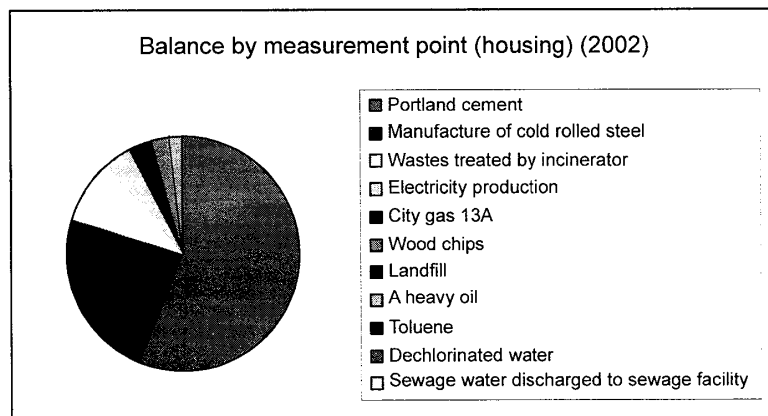 Balance by measurement point (housing) (2002)
Portland cement
Manufacture of cold rolled steel
Wastes treated by incinerator
Electricity production
City gas 13A
Wood chips
Landfill
A heavy oil
Toluene
Dechlorinated water
Sewage water discharged to sewage facility